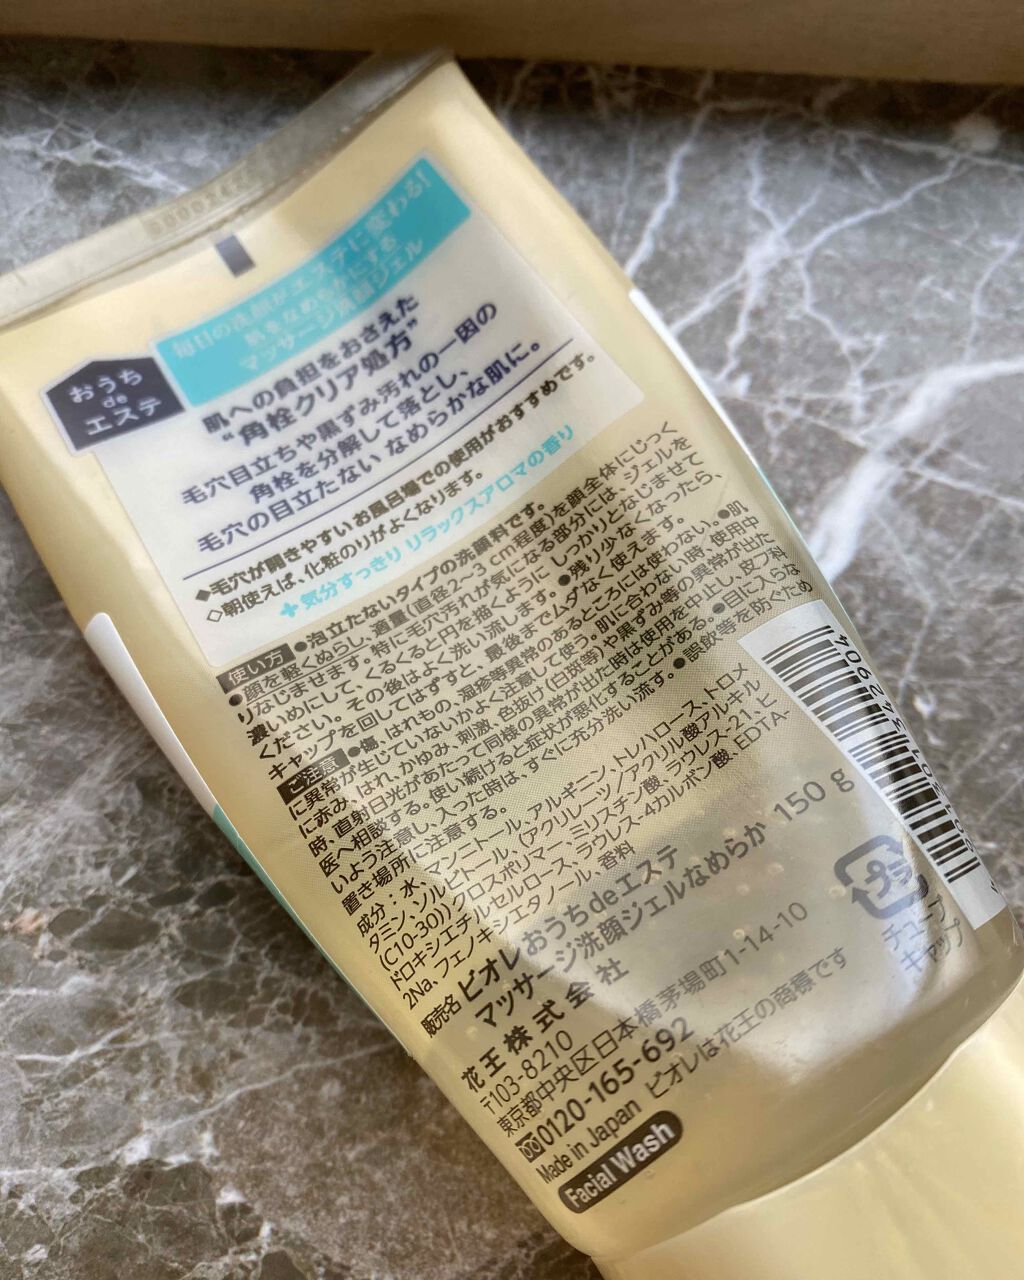 毎日の洗顔がエステに変わる!
肌をなめらかにする
マッサージ洗顔ジェル
おうち
de
エステ
肌への負担をおさえた
"角栓クリア処方"
毛穴目立ちや黒ずみ汚れの一因の
角栓を分解して落とし、
毛穴の目立たない なめらかな肌に。
◆毛穴が開きやすいお風呂場での使用がおすすめです。
◇朝使えば、化粧のりがよくなります。
気分すっきり リラックスアロマの香り
使い方 ●泡立たないタイプの洗顔料です。
●顔を軽くぬらし、適量(直径2~3cm程度)を顔全体にじっく
りなじませます。特に毛穴汚れが気になる部分には、ジェルを
濃いめにして、くるくると円を描くように しっかりとなじませて
ください。その後はよく洗い流します。 ●残り少なくなったら、
キャップを回してはずすと、最後までムダなく使えます。
ご注意 ●傷、はれもの、湿疹等異常のあるところには使わない。●肌
に異常が生じていないかよく注意して使う。肌に合わない時、使用中
に赤み、はれ、かゆみ、刺激、色抜け(白斑等)や黒ずみ等の異常が出た
時、直射日光があたって同様の異常が出た時は使用を中止し、皮フ科
医へ相談する。使い続けると症状が悪化することがある。●目に入らな
いよう注意し、入った時は、すぐに充分洗い流す。●誤飲等を防ぐため
置き場所に注意する。
成分:水、マンニトール、アルギニン、トレハロース、トロメ
タミン、ソルビトール、(アクリレーツ/アクリル酸アルキル
(C10-30))クロスポリマー、ミリスチン酸、ラウレス-21、ヒ
ドロキシエチルセルロース、ラウレス-4カルボン酸、EDTA-
2Na、フェノキシエタノール、香料
販売名 ビオレおうちdeエステ
マッサージ洗顔ジェルなめらか 150g
花王株式会社
〒103-8210
東京都中央区日本橋茅場町1-14-10
0120-165-692
Made in Japan ビオレは花王の商標です
Facial Wash
プラ
チューブ
キャップ